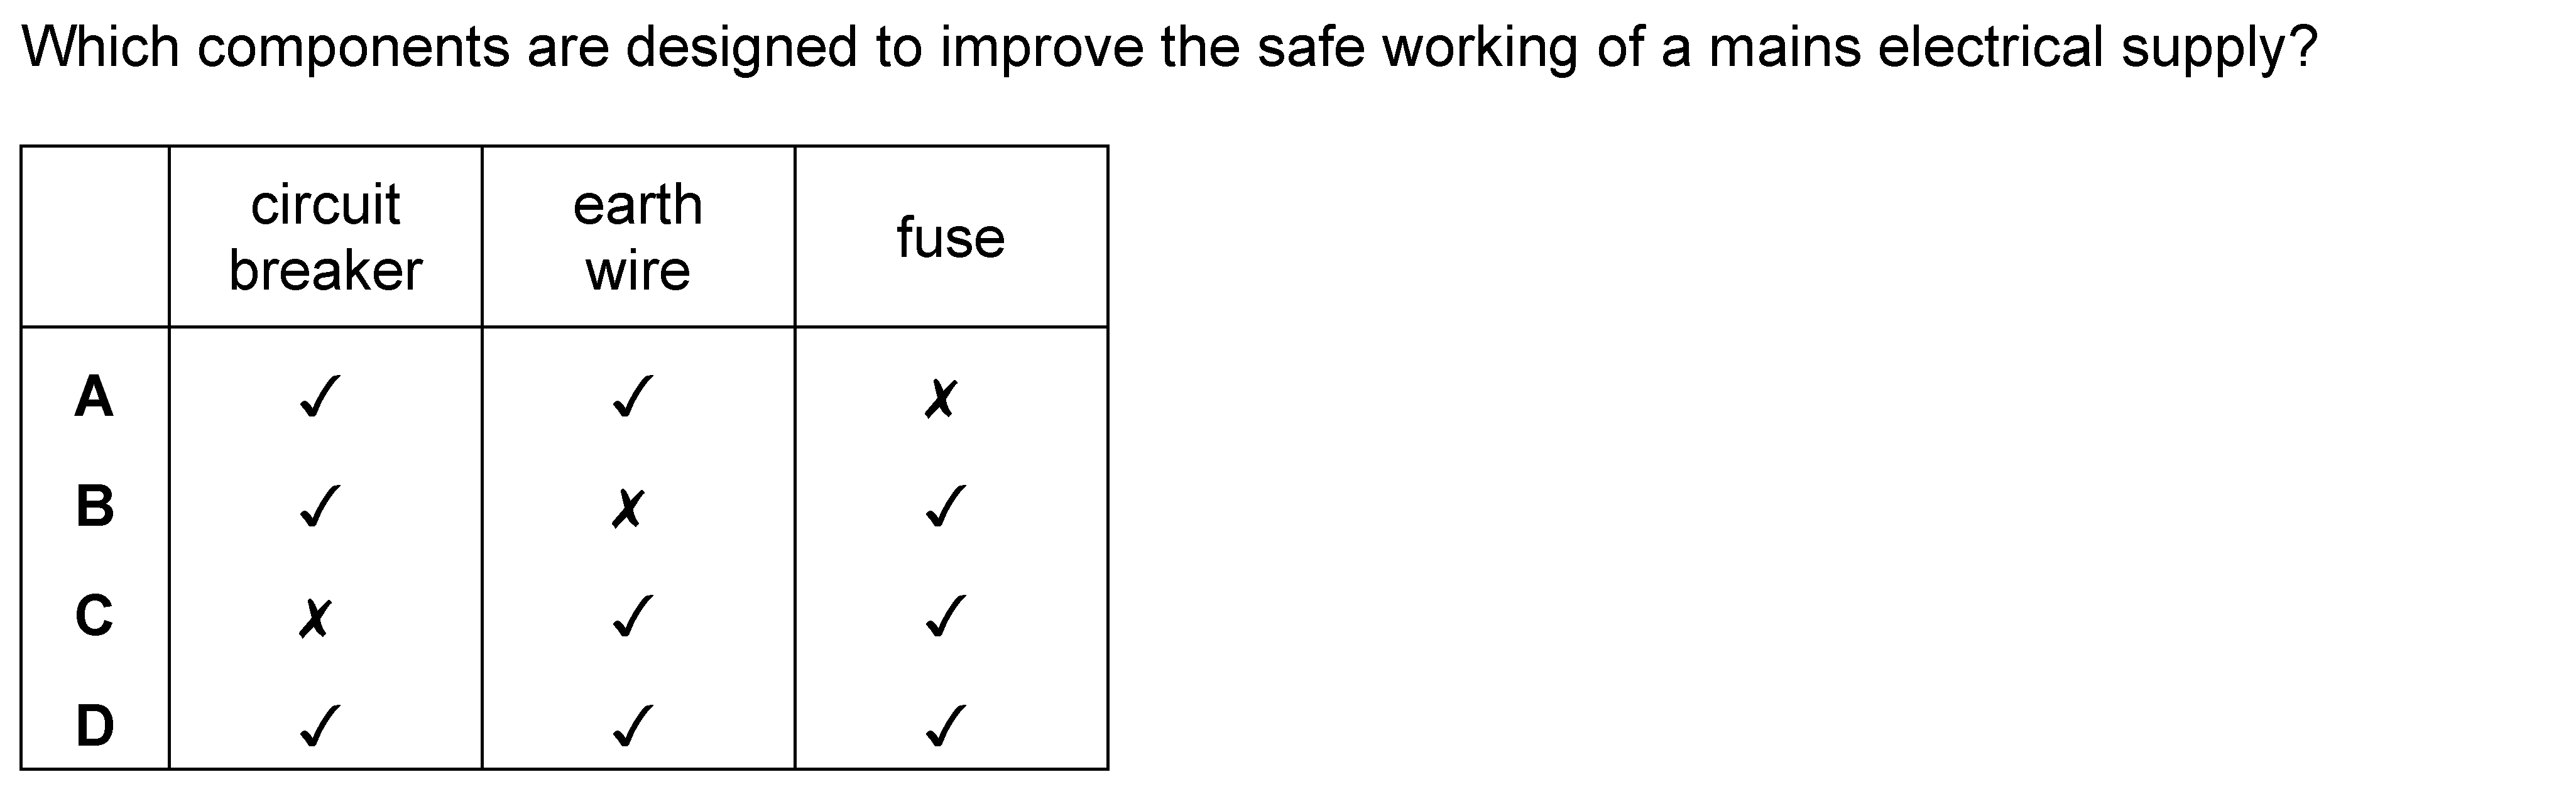 Which components are designed to improve the safe working of a mains electrical supply?
circuit breaker earth wire fuse
A ✓ ✓ ✗
B ✓ ✗ ✓
C ✗ ✓ ✓
D ✓ ✓ ✓